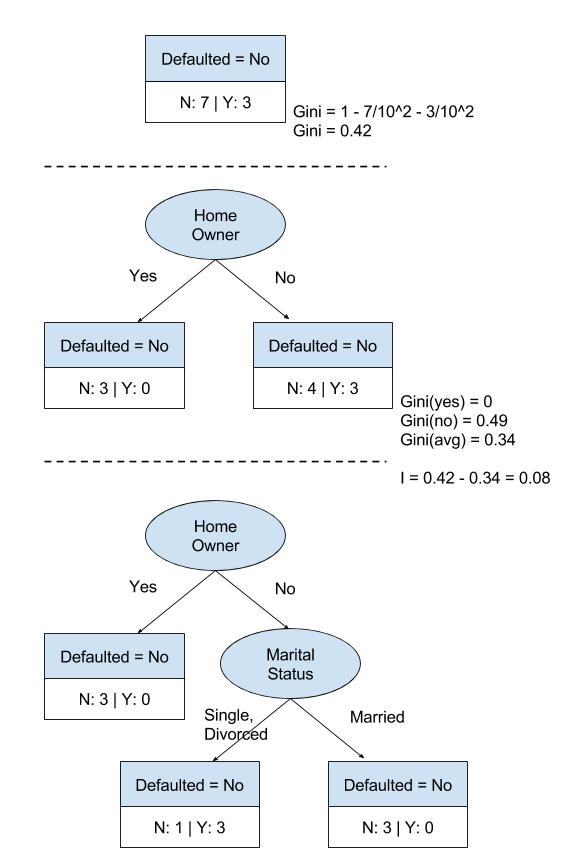 Defaulted = No
N: 7 | Y: 3
Gini = 1 - 7/10^2 - 3/10^2
Gini = 0.42
Home
Owner
Yes
No
Defaulted = No
Defaulted = No
N: 3 | Y: 0
N: 4 | Y: 3
Gini(yes) = 0
Gini(no) = 0.49
Gini(avg) = 0.34
I = 0.42 - 0.34 = 0.08
Home
Owner
Yes
No
Defaulted = No
N: 3 | Y: 0
Marital
Status
Single,
Divorced
Married
Defaulted = No
Defaulted = No
N: 1 | Y: 3
N: 3 | Y: 0